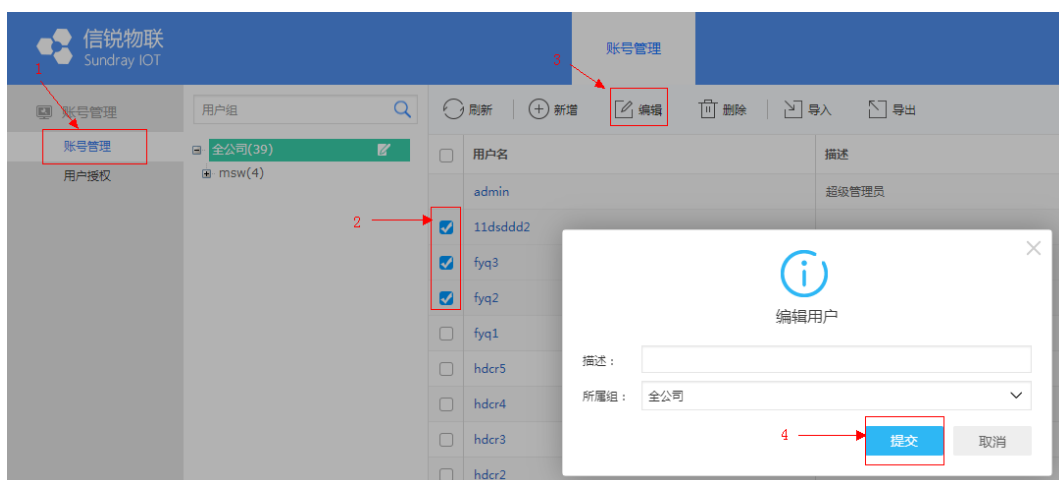 信锐物联
Sundray IOT
账号管理
1
3
账号管理
用户组
刷新
新增
编辑
删除
导入
导出
账号管理
全公司(39)
用户名
描述
用户授权
msw(4)
admin
超级管理员
2
11dsddd2
fyq3
fyq2
编辑用户
fyq1
描述：
hdcr5
所属组：
全公司
hdcr4
4
提交
取消
hdcr3
hdcr2